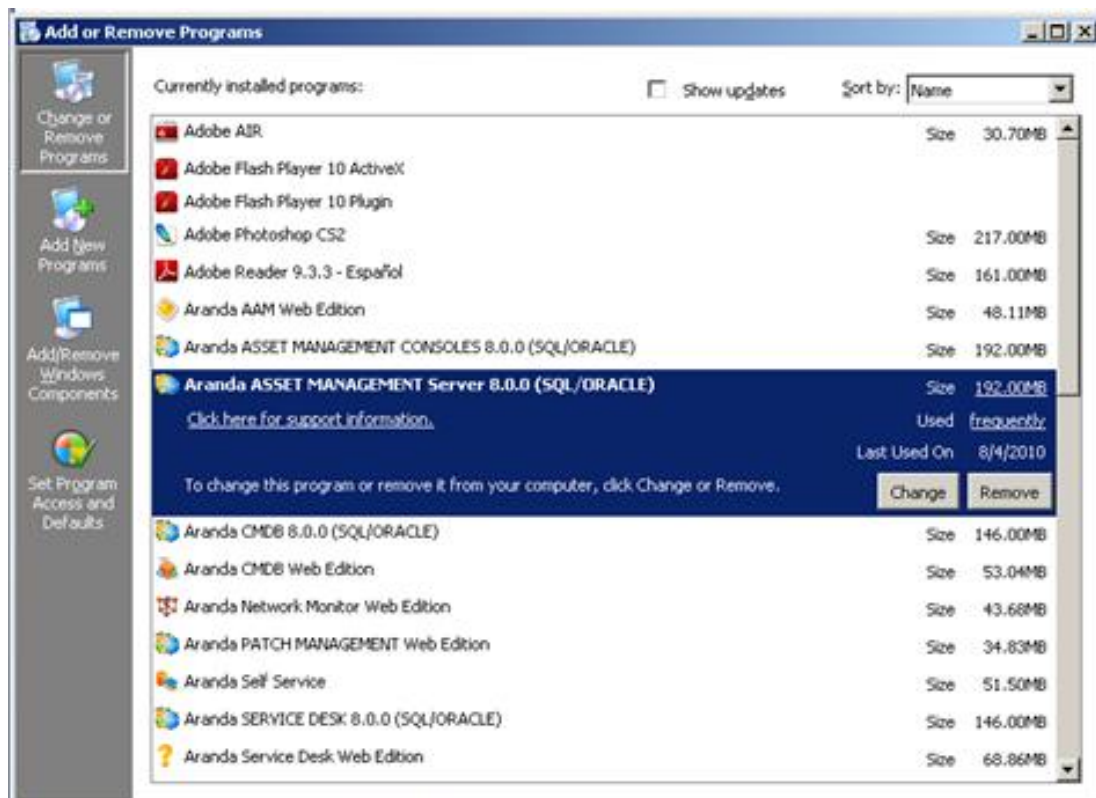 Add or Remove Programs
Change or
Remove
Programs
Add New
Programs
Add/Remove
Windows
Components
Set Program
Access and
Defaults
Currently installed programs: Show updates Sort by: Name
Adobe AIR Size 30.70MB
Adobe Flash Player 10 ActiveX
Adobe Flash Player 10 Plugin
Adobe Photoshop CS2 Size 217.00MB
Adobe Reader 9.3.3 - Español Size 161.00MB
Aranda AAM Web Edition Size 48.11MB
Aranda ASSET MANAGEMENT CONSOLES 8.0.0 (SQL/ORACLE) Size 192.00MB
Aranda ASSET MANAGEMENT Server 8.0.0 (SQL/ORACLE) Size 192.00MB
Click here for support information. Used frequently
Last Used On 8/4/2010
To change this program or remove it from your computer, click Change or Remove. Change Remove
Aranda CMDB 8.0.0 (SQL/ORACLE) Size 146.00MB
Aranda CMDB Web Edition Size 53.04MB
Aranda Network Monitor Web Edition Size 43.68MB
Aranda PATCH MANAGEMENT Web Edition Size 34.83MB
Aranda Self Service Size 51.50MB
Aranda SERVICE DESK 8.0.0 (SQL/ORACLE) Size 146.00MB
Aranda Service Desk Web Edition Size 68.86MB